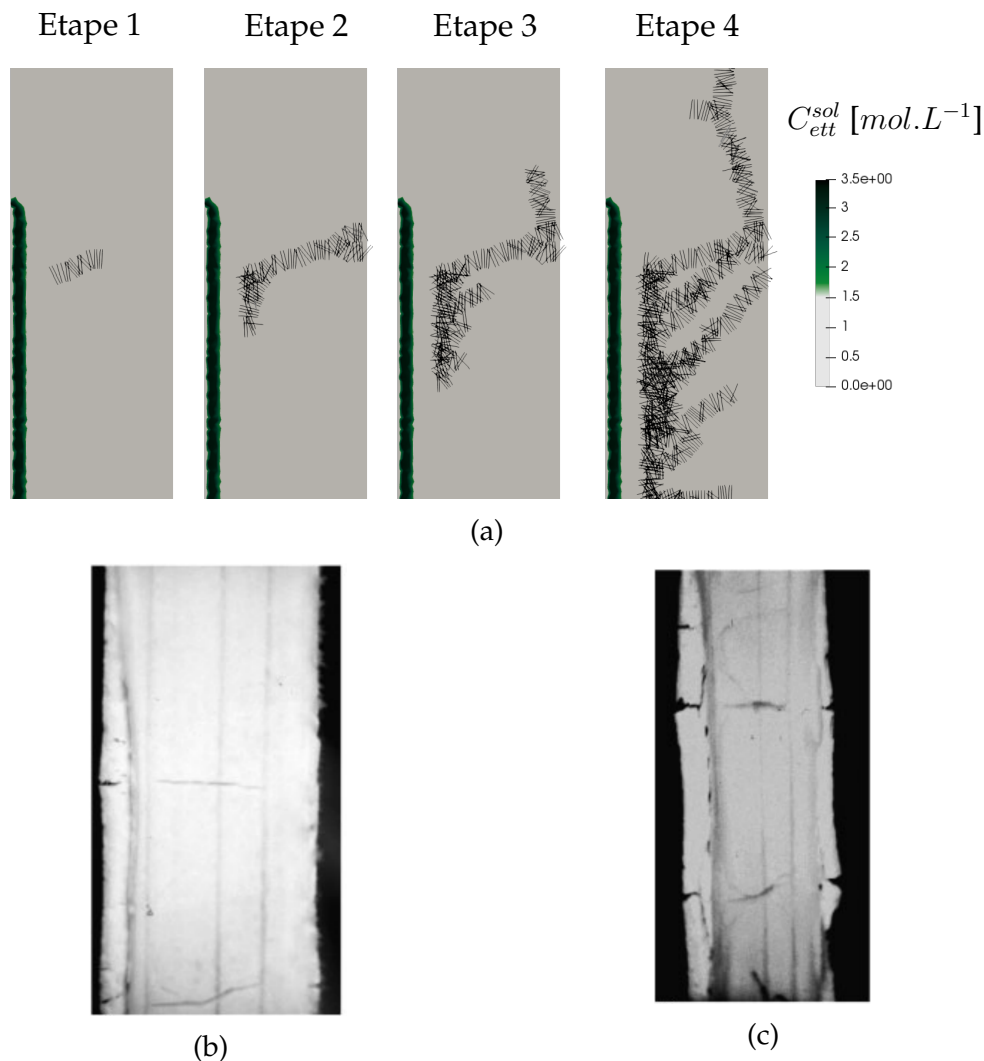 Etape 1
Etape 2
Etape 3
Etape 4
C_{ett}^{sol} [mol.L^{-1}]
3.5e+00
3
2.5
2
1.5
1
0.5
0.0e+00
(a)
(b)
(c)